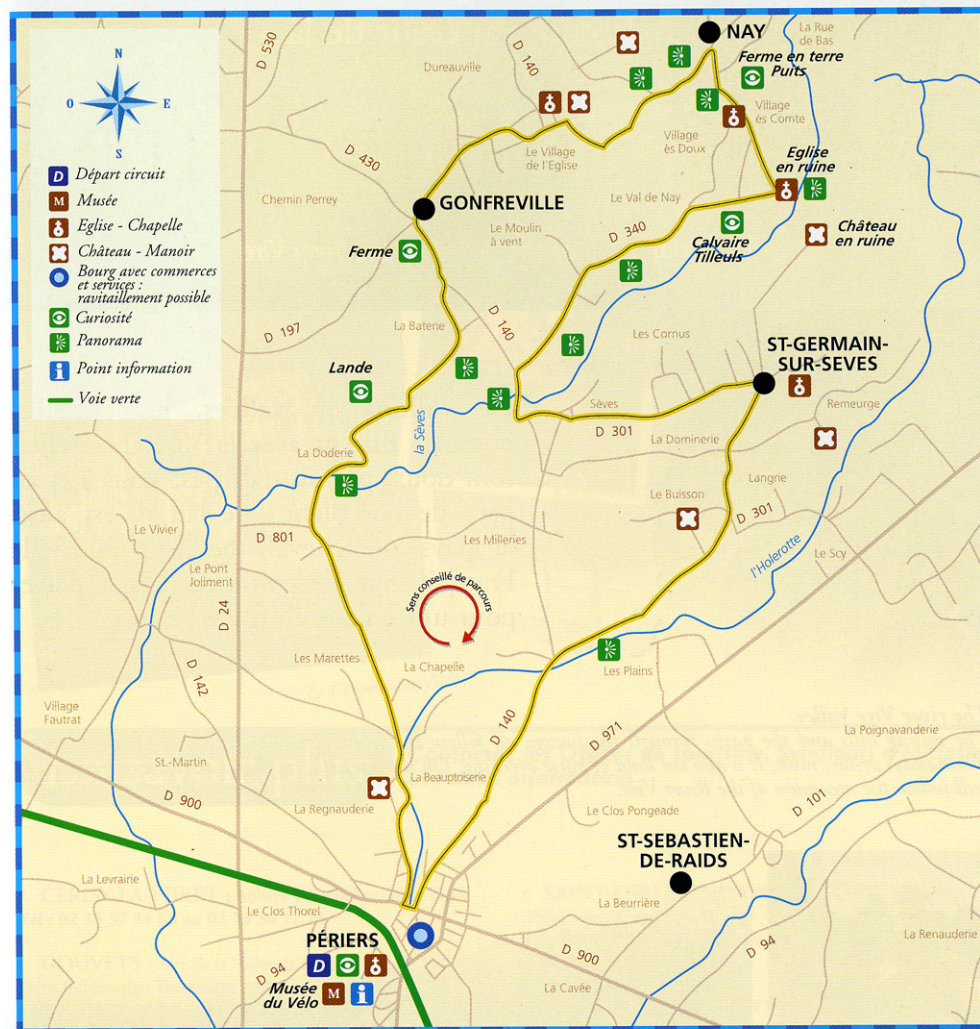 N
O
E
S
D Départ circuit
M Musée
Eglise - Chapelle
Château - Manoir
Bourg avec commerces
et services :
ravitaillement possible
Curiosité
Panorama
i Point information
Voie verte
D 530
Dureauville
D 140
NAY
La Rue
de Bas
Ferme en terre
Puits
Village
ès Comte
Village
ès Doux
Le Village
de l'Eglise
D 430
Chemin Perrey
GONFREVILLE
Eglise
en ruine
Le Val de Nay
Le Moulin
à vent
D 340
Calvaire
Tilleuls
Château
en ruine
Ferme
D 197
La Baterie
D 140
Les Cornus
ST-GERMAIN-
SUR-SEVES
Lande
Sèves
D 301
Remeurge
la Sèves
La Dominerie
La Doderie
Langrie
Le Buisson
D 301
Le Vivier
D 801
Les Milleries
Le Scy
l'Holerotte
Le Pont
Joliment
D 24
Sens conseillé de parcours
Les Marettes
La Chapelle
Les Plains
D 142
Village
Fautrat
D 140
D 971
La Poignavanderie
St.-Martin
La Beauptoiserie
D 900
La Regnauderie
Le Clos Pongeade
D 101
ST-SEBASTIEN-
DE-RAIDS
La Levrairie
La Beurrière
Le Clos Thorel
PÉRIERS
D
D 94
Musée
du Vélo
M i
D 900
D 94
La Renauderie
La Cavée